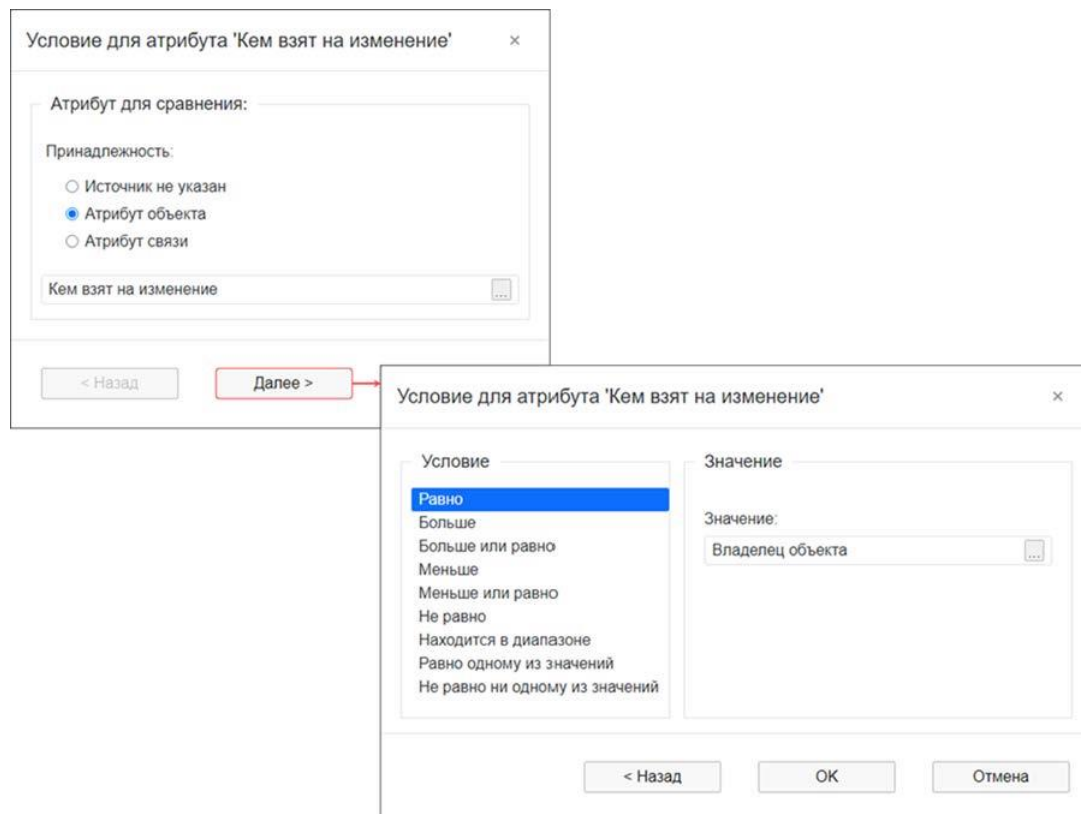 Условие для атрибута 'Кем взят на изменение' ×
Атрибут для сравнения:
Принадлежность:
Источник не указан
Атрибут объекта
Атрибут связи
Кем взят на изменение ...
< Назад Далее >
Условие для атрибута 'Кем взят на изменение' ×
Условие
Равно
Больше
Больше или равно
Меньше
Меньше или равно
Не равно
Находится в диапазоне
Равно одному из значений
Не равно ни одному из значений
Значение
Значение:
Владелец объекта ...
< Назад OK Отмена